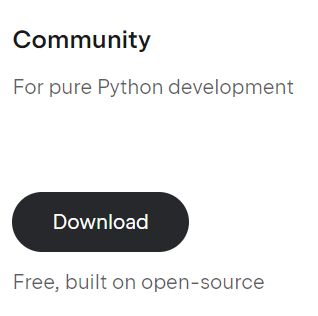 Community
For pure Python development
Download
Free, built on open-source